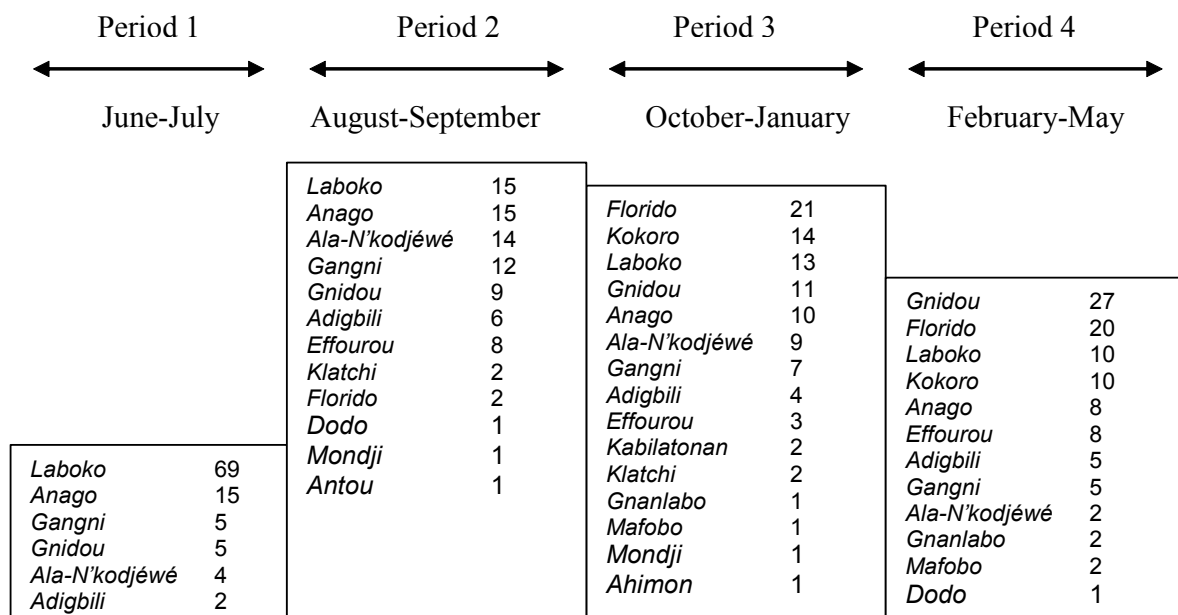 Period 1 Period 2 Period 3 Period 4
June-July August-September October-January February-May
Laboko 69
Anago 15
Gangni 5
Gnidou 5
Ala-N'kodjéwé 4
Adigbili 2
Laboko 15
Anago 15
Ala-N'kodjéwé 14
Gangni 12
Gnidou 9
Adigbili 6
Effourou 8
Klatchi 2
Florido 2
Dodo 1
Mondji 1
Antou 1
Florido 21
Kokoro 14
Laboko 13
Gnidou 11
Anago 10
Ala-N'kodjéwé 9
Gangni 7
Adigbili 4
Effourou 3
Kabilatonan 2
Klatchi 2
Gnanlabo 1
Mafobo 1
Mondji 1
Ahimon 1
Gnidou 27
Florido 20
Laboko 10
Kokoro 10
Anago 8
Effourou 8
Adigbili 5
Gangni 5
Ala-N'kodjéwé 2
Gnanlabo 2
Mafobo 2
Dodo 1